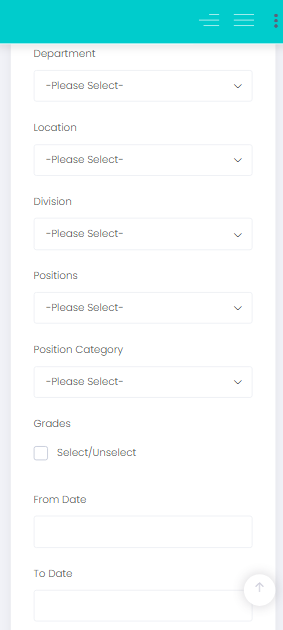 Department
-Please Select-
Location
-Please Select-
Division
-Please Select-
Positions
-Please Select-
Position Category
-Please Select-
Grades
Select/Unselect
From Date
To Date